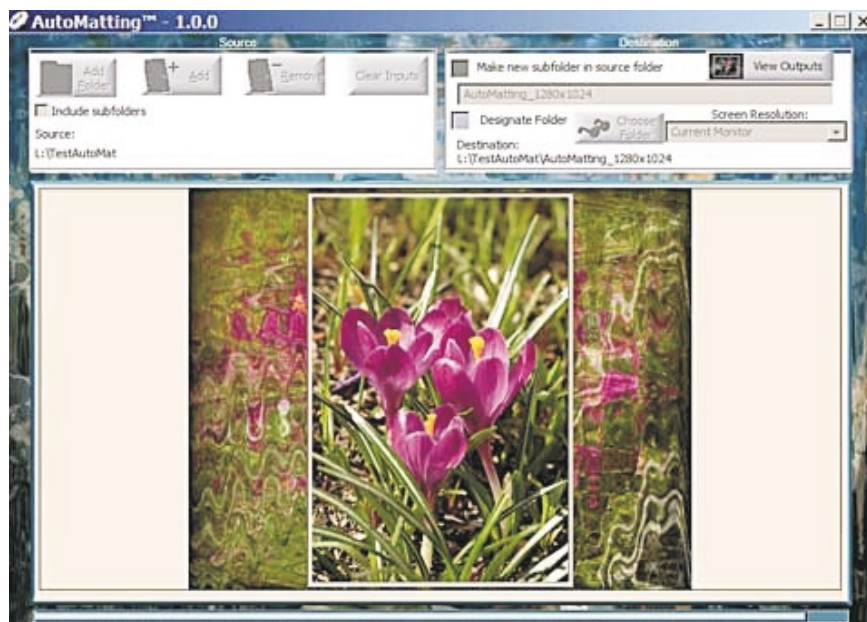 AutoMatting™ - 1.0.0
Source
Add Folder
Add
Remove
Clear Inputs
Include subfolders
Source:
L:\TestAutoMat
Destination
Make new subfolder in source folder
View Outputs
AutoMatting_1280x1024
Designate Folder
Choose Folder
Screen Resolution:
Current Monitor
Destination:
L:\TestAutoMat\AutoMatting_1280x1024